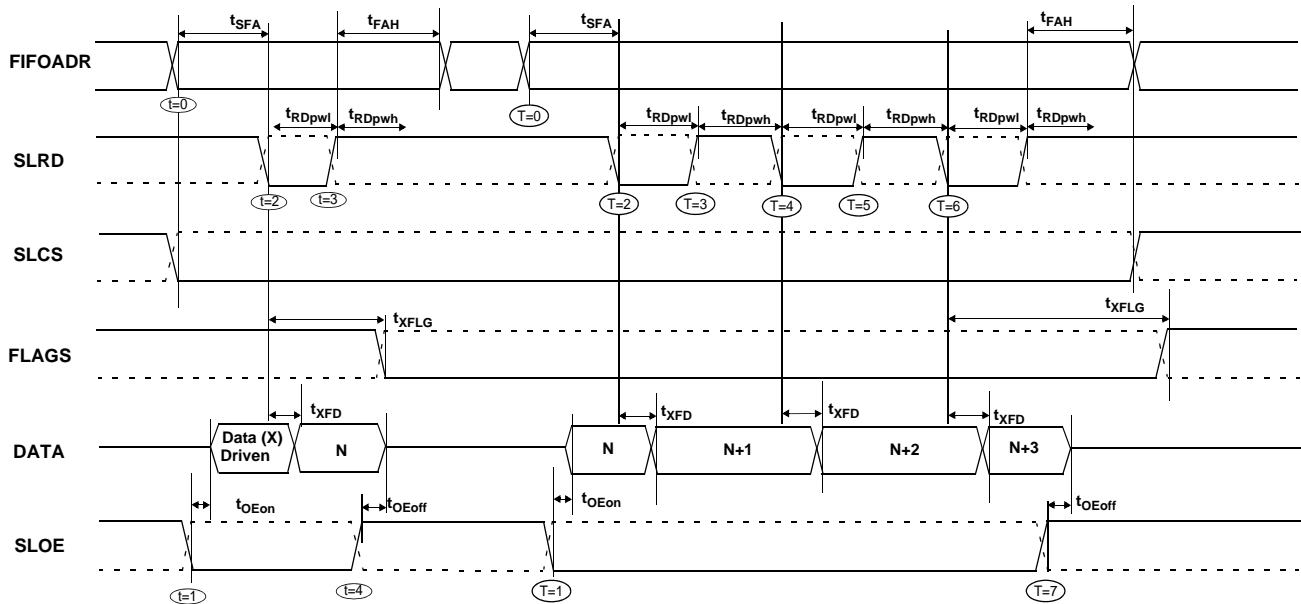 tSFA tFAH tSFA tFAH
FIFOADR
t=0 T=0
tRDpwl tRDpwh tRDpwl tRDpwh tRDpwl tRDpwh tRDpwl tRDpwh
SLRD
t=2 t=3 T=2 T=3 T=4 T=5 T=6
SLCS
tXFLG tXFLG
FLAGS
tXFD tXFD tXFD tXFD
DATA
Data (X)
Driven
N N N+1 N+2 N+3
tOEon tOEoff tOEon tOEoff
SLOE
t=1 t=4 T=1 T=7